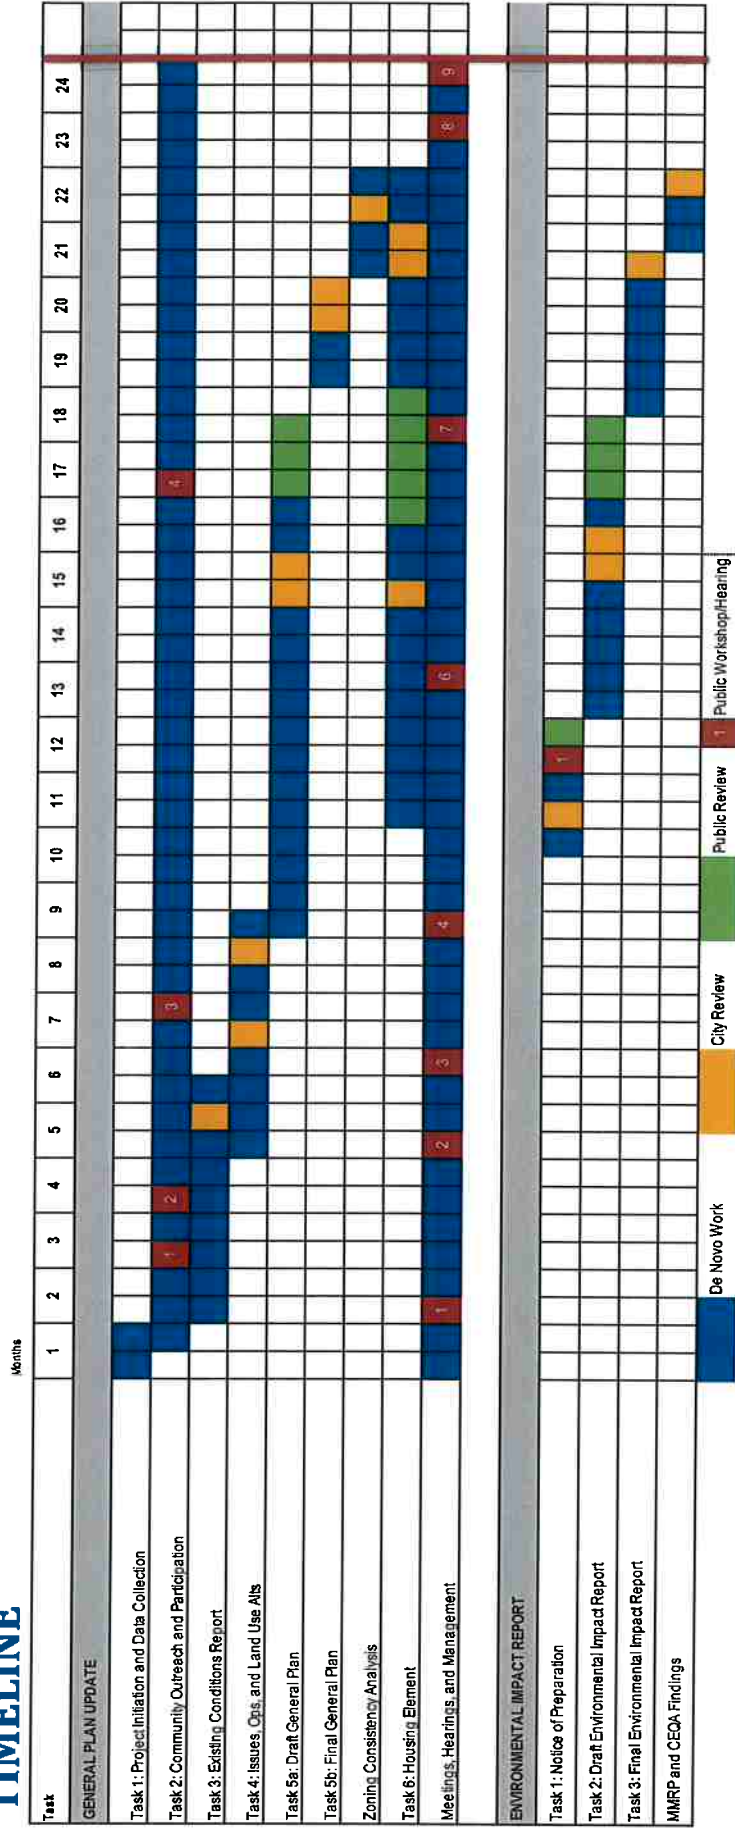 TIMELINE
Months
Task 1 2 3 4 5 6 7 8 9 10 11 12 13 14 15 16 17 18 19 20 21 22 23 24
GENERAL PLAN UPDATE
Task 1: Project Initiation and Data Collection
Task 2: Community Outreach and Participation 1 2 3 4
Task 3: Existing Conditions Report
Task 4: Issues, Ops, and Land Use Alts
Task 5a: Draft General Plan
Task 5b: Final General Plan
Zoning Consistency Analysis
Task 6: Housing Element
Meetings, Hearings, and Management 1 2 3 4 6 7 8 9
ENVIRONMENTAL IMPACT REPORT
Task 1: Notice of Preparation 1
Task 2: Draft Environmental Impact Report
Task 3: Final Environmental Impact Report
MMRP and CEQA Findings
De Novo Work City Review Public Review 1 Public Workshop/Hearing